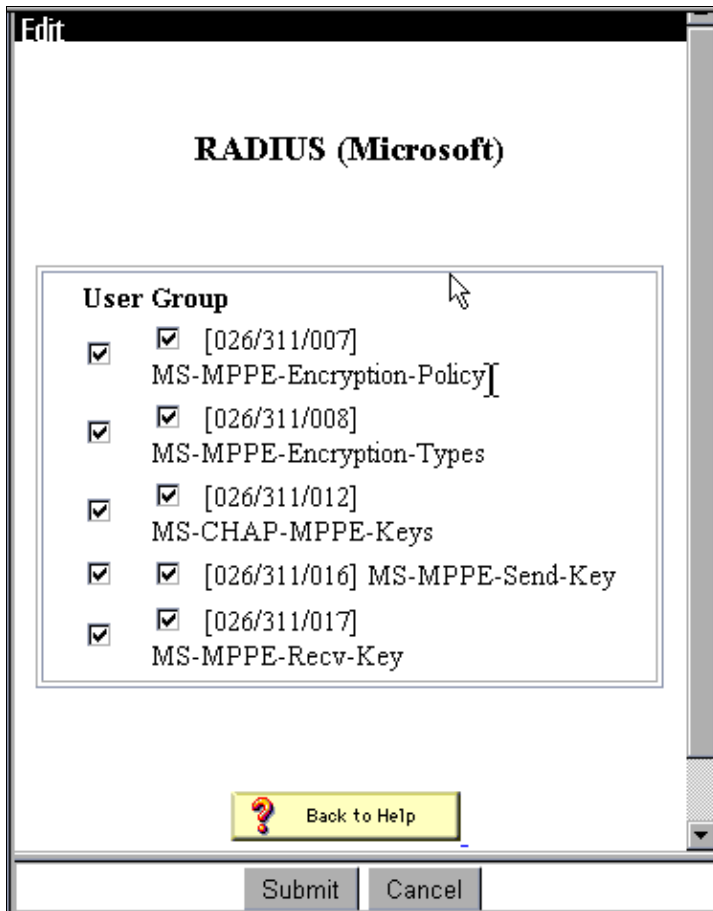 Edit
RADIUS (Microsoft)
User Group
[026/311/007]
MS-MPPE-Encryption-Policy
[026/311/008]
MS-MPPE-Encryption-Types
[026/311/012]
MS-CHAP-MPPE-Keys
[026/311/016] MS-MPPE-Send-Key
[026/311/017]
MS-MPPE-Recv-Key
Back to Help
Submit Cancel